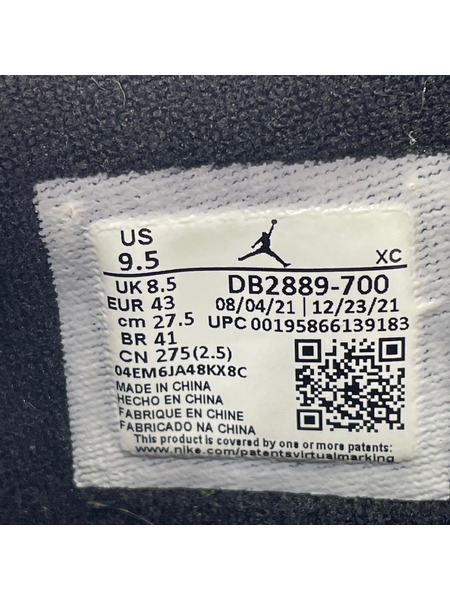 US
9.5
XC
UK 8.5
DB2889-700
EUR 43
08/04/21 | 12/23/21
cm 27.5
UPC 00195866139183
BR 41
CN 275(2.5)
04EM6JA48KX8C
MADE IN CHINA
HECHO EN CHINA
FABRIQUE EN CHINE
FABRICADO NA CHINA
This product is covered by one or more patents:
www.nike.com/patentsvirtualmarking